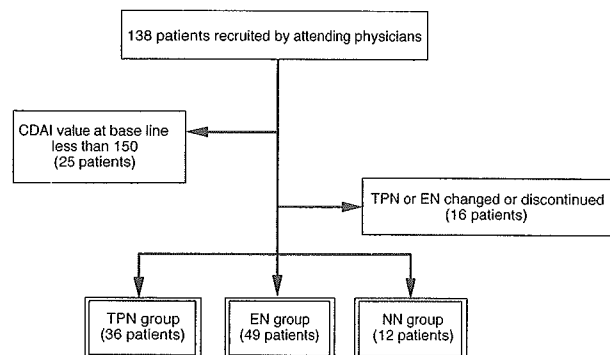 138 patients recruited by attending physicians
CDAI value at base line
less than 150
(25 patients)
TPN or EN changed or discontinued
(16 patients)
TPN group
(36 patients)
EN group
(49 patients)
NN group
(12 patients)